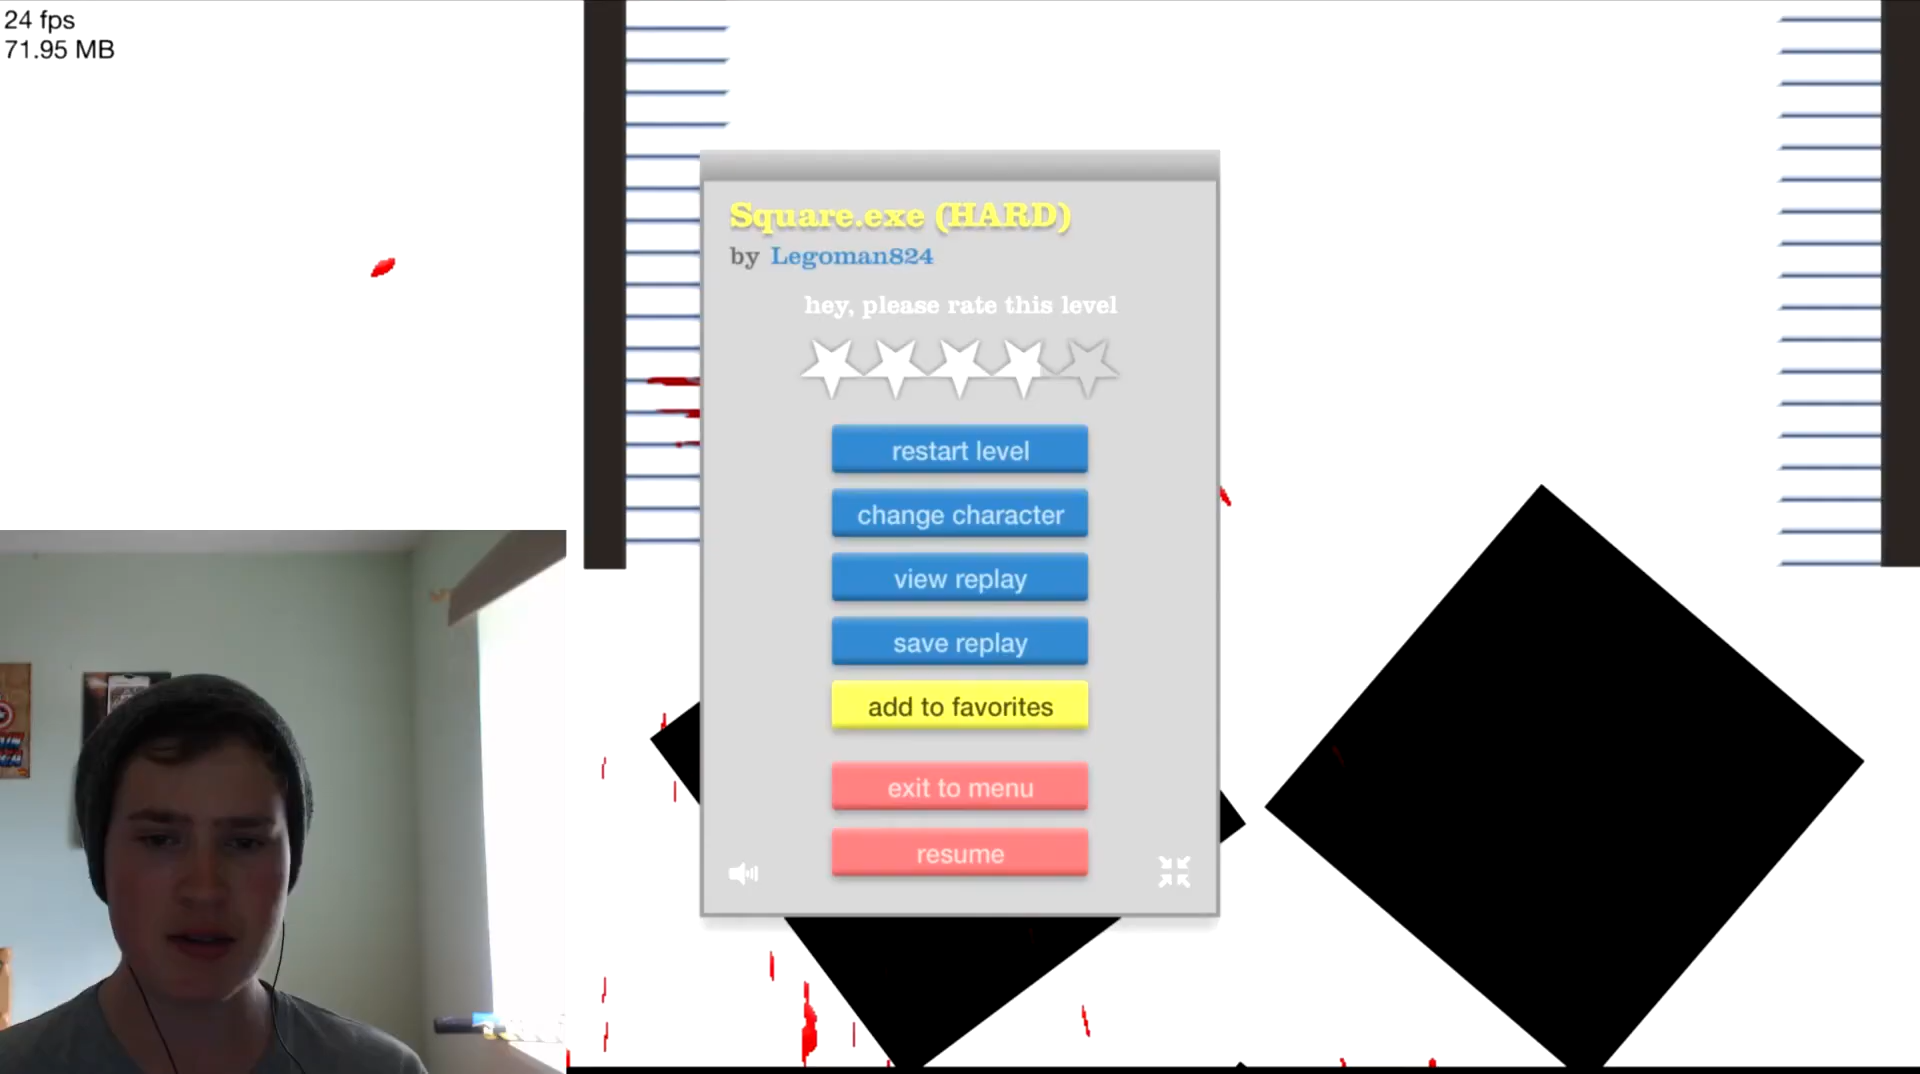 24 fps
71.95 MB
Square.exe (HARD)
by Legoman824
hey, please rate this level
restart level
change character
view replay
save replay
add to favorites
exit to menu
resume